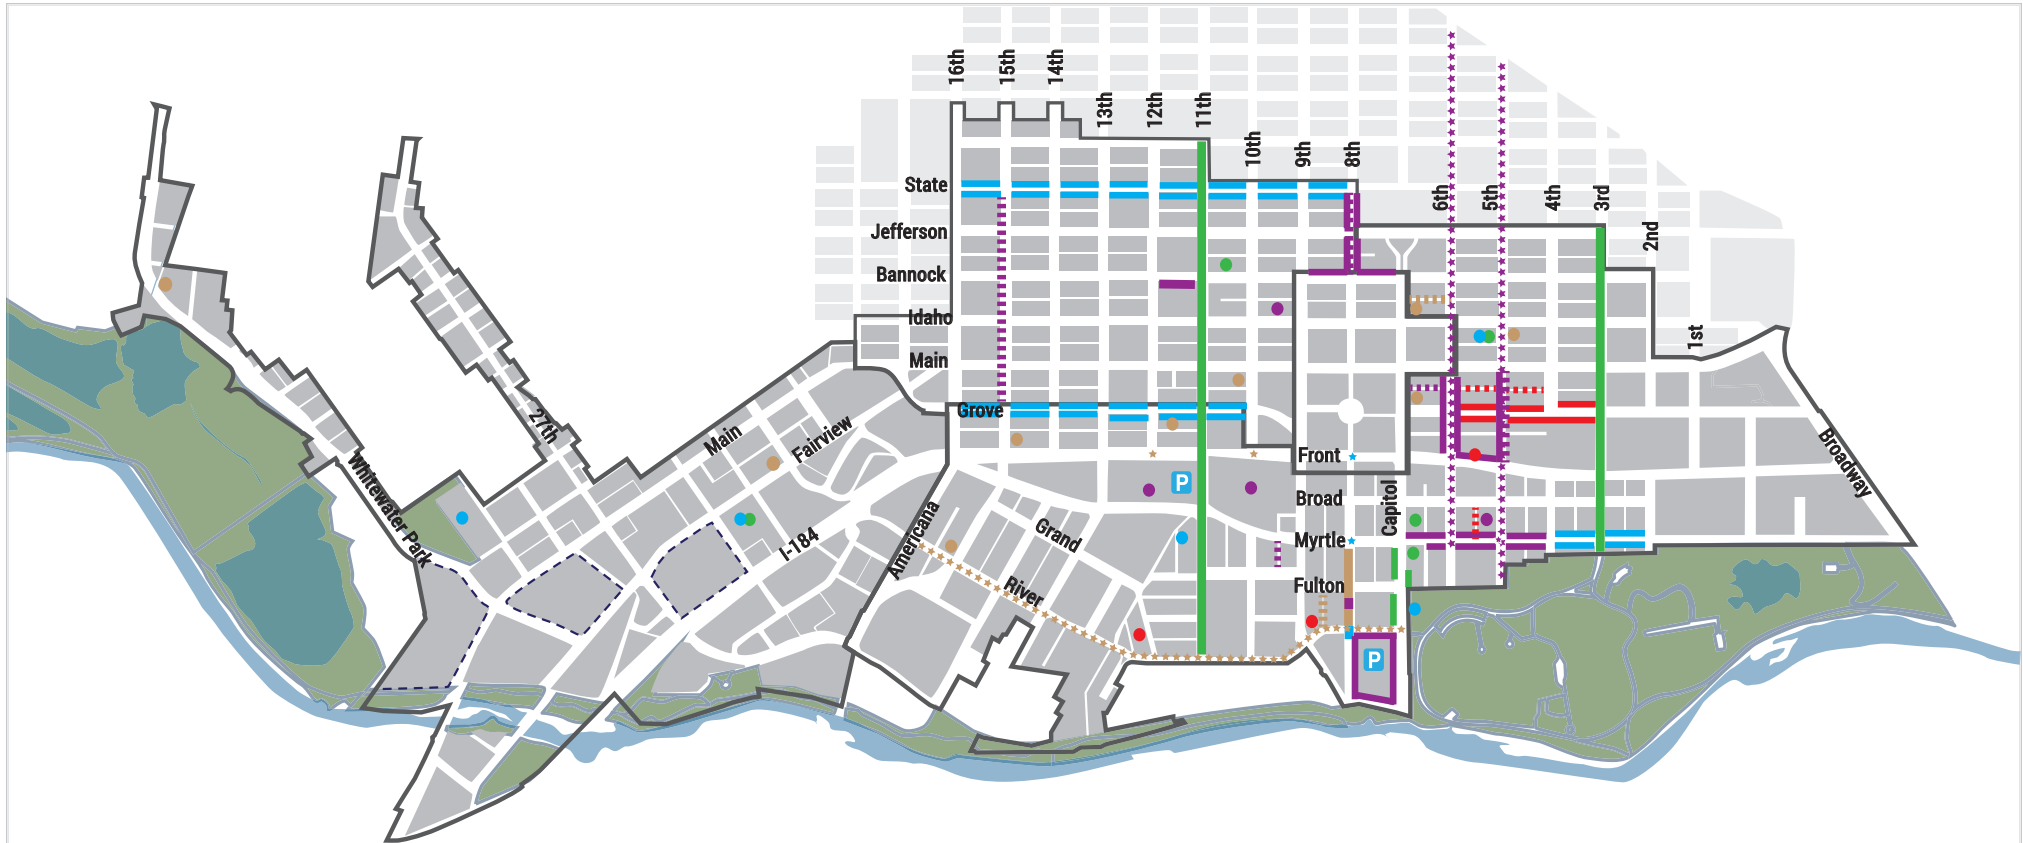 16th
15th
14th
13th
12th
11th
10th
9th
8th
6th
5th
4th
3rd
2nd
1st
State
Jefferson
Bannock
Idaho
Main
Grove
27th
Main
Fairview
Whitewater Park
I-184
Americana
Grand
River
P
Front
Broad
Capitol
Myrtle
Fulton
P
Broadway